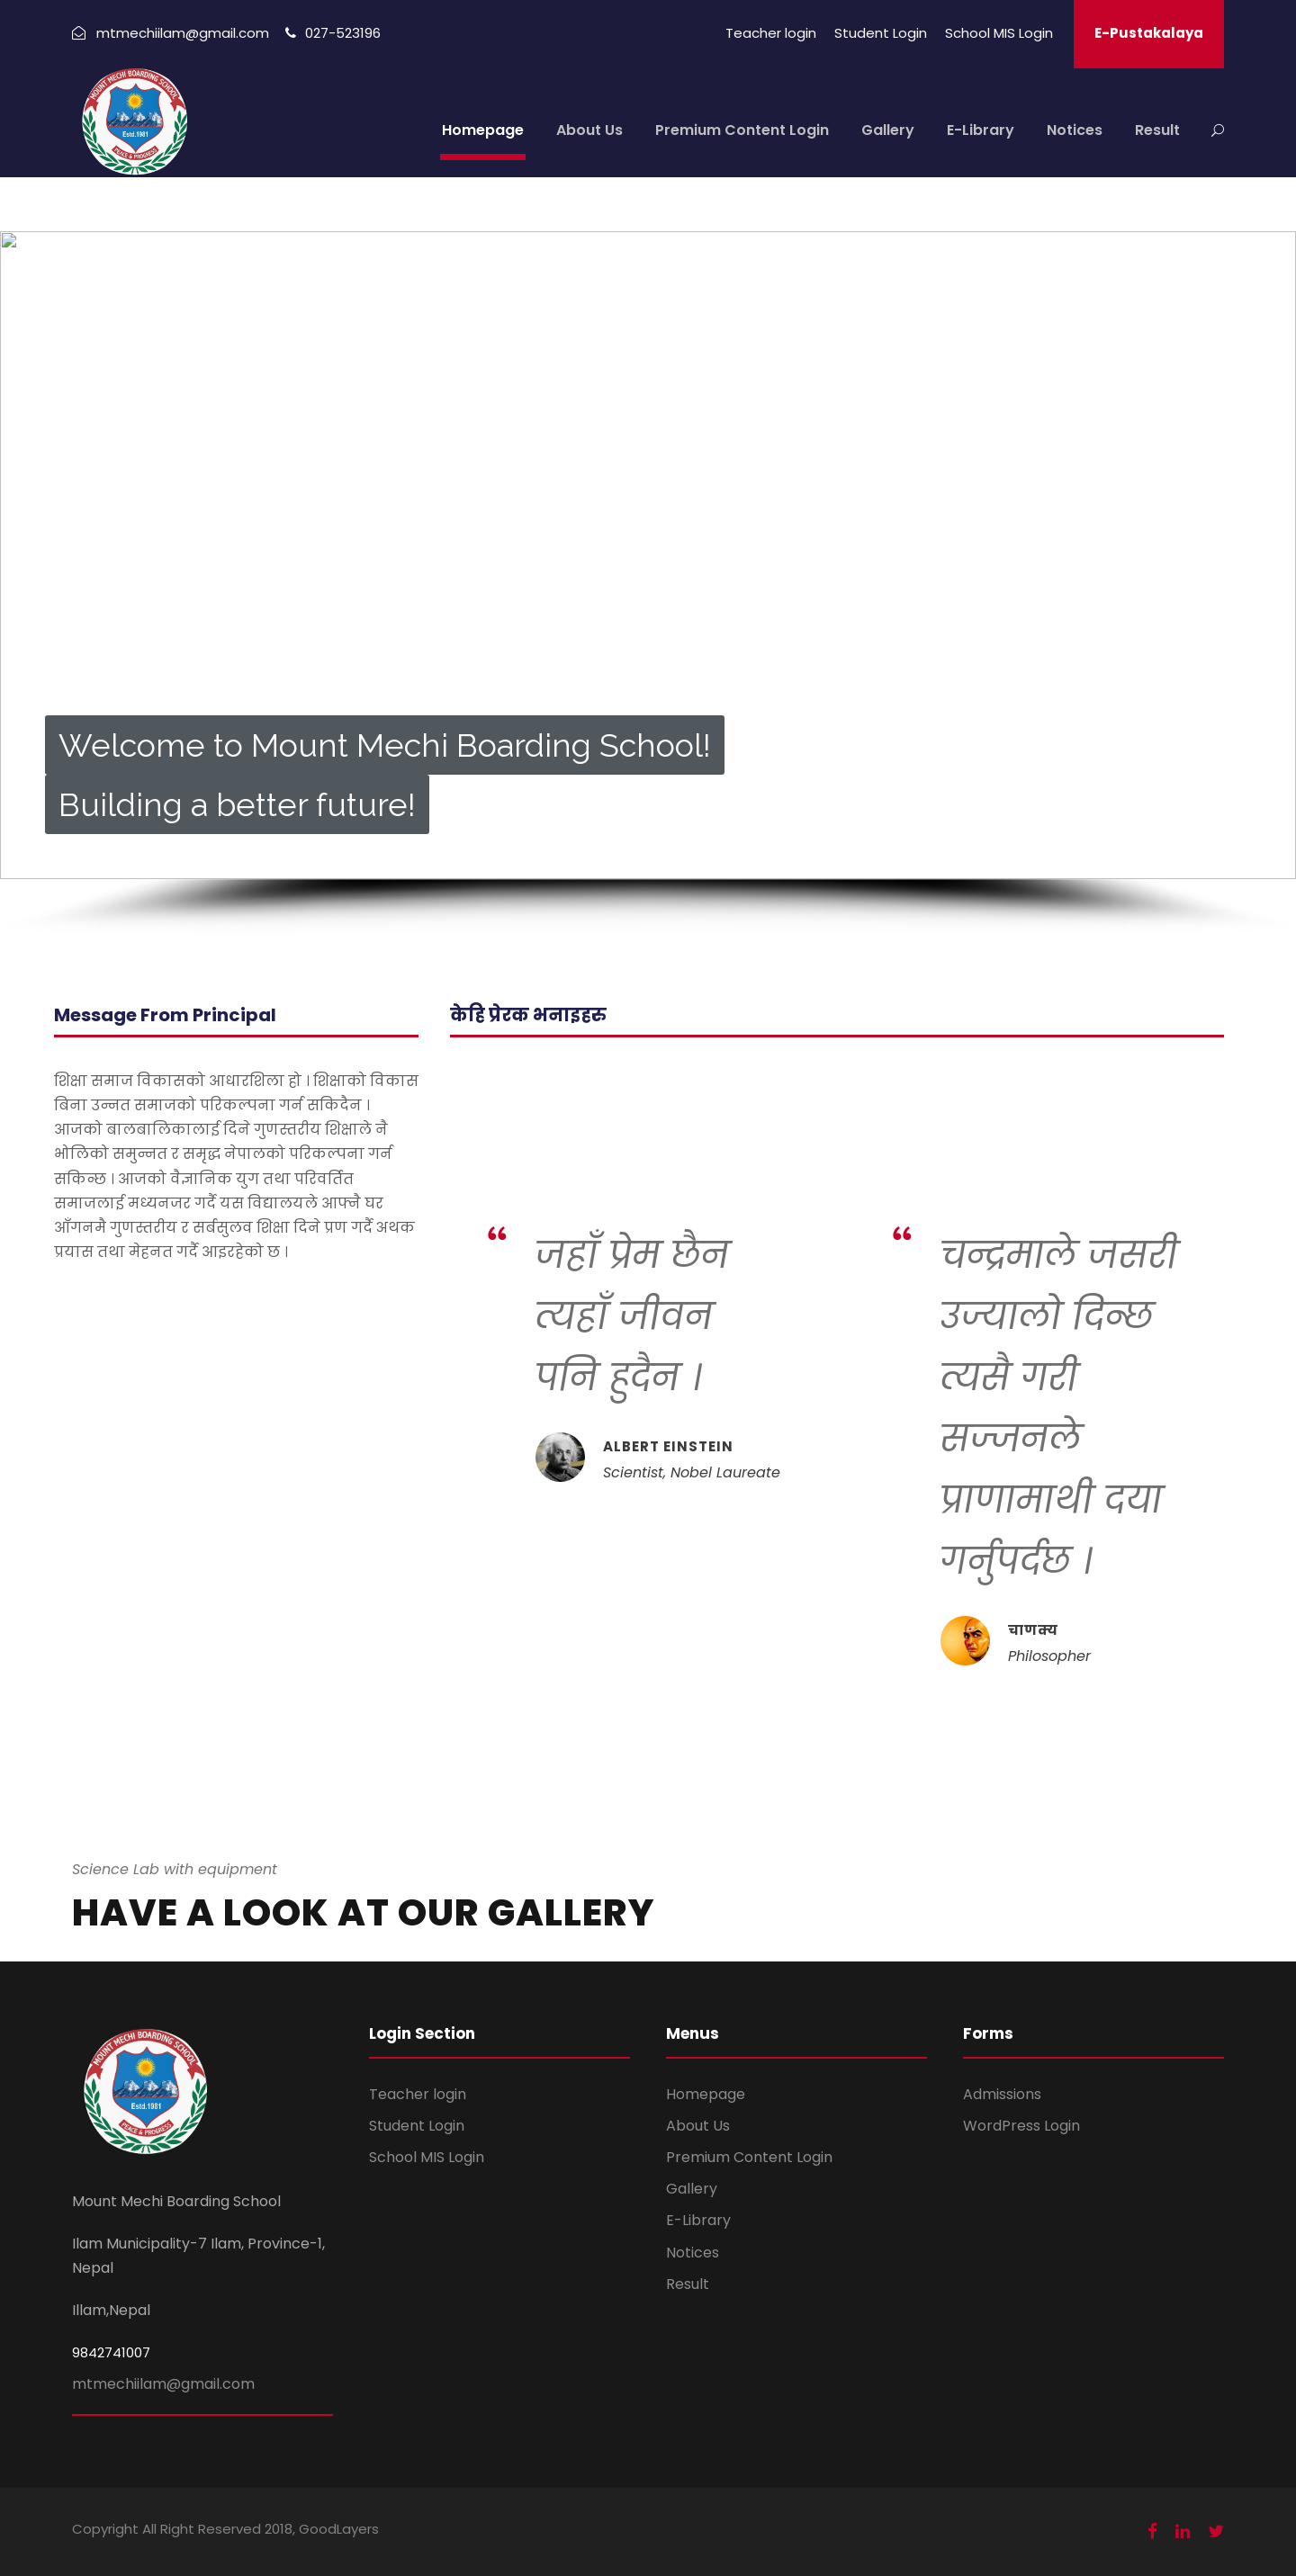 mtmechiilam@gmail.com 027-523196
Teacher login Student Login School MIS Login E-Pustakalaya
MOUNT MECHI BOARDING SCHOOL
Estd.1981
PEACE & PROGRESS
Homepage About Us Premium Content Login Gallery E-Library Notices Result
Welcome to Mount Mechi Boarding School!
Building a better future!
Message From Principal
शिक्षा समाज विकासको आधारशिला हो । शिक्षाको विकास
बिना उन्नत समाजको परिकल्पना गर्न सकिदैन ।
आजको बालबालिकालाई दिने गुणस्तरीय शिक्षाले नै
भोलिको समुन्नत र समृद्ध नेपालको परिकल्पना गर्न
सकिन्छ । आजको वैज्ञानिक युग तथा परिवर्तित
समाजलाई मध्यनजर गर्दै यस विद्यालयले आफ्नै घर
आँगनमै गुणस्तरीय र सर्बसुलव शिक्षा दिने प्रण गर्दै अथक
प्रयास तथा मेहनत गर्दै आइरहेको छ ।
केहि प्रेरक भनाइहरु
“
जहाँ प्रेम छैन
त्यहाँ जीवन
पनि हुदैन ।
ALBERT EINSTEIN
Scientist, Nobel Laureate
“
चन्द्रमाले जसरी
उज्यालो दिन्छ
त्यसै गरी
सज्जनले
प्राणामाथी दया
गर्नुपर्दछ ।
चाणक्य
Philosopher
Science Lab with equipment
HAVE A LOOK AT OUR GALLERY
MOUNT MECHI BOARDING SCHOOL
Estd.1981
PEACE & PROGRESS
Mount Mechi Boarding School
Ilam Municipality-7 Ilam, Province-1,
Nepal
Illam,Nepal
9842741007
mtmechiilam@gmail.com
Login Section
Teacher login
Student Login
School MIS Login
Menus
Homepage
About Us
Premium Content Login
Gallery
E-Library
Notices
Result
Forms
Admissions
WordPress Login
Copyright All Right Reserved 2018, GoodLayers